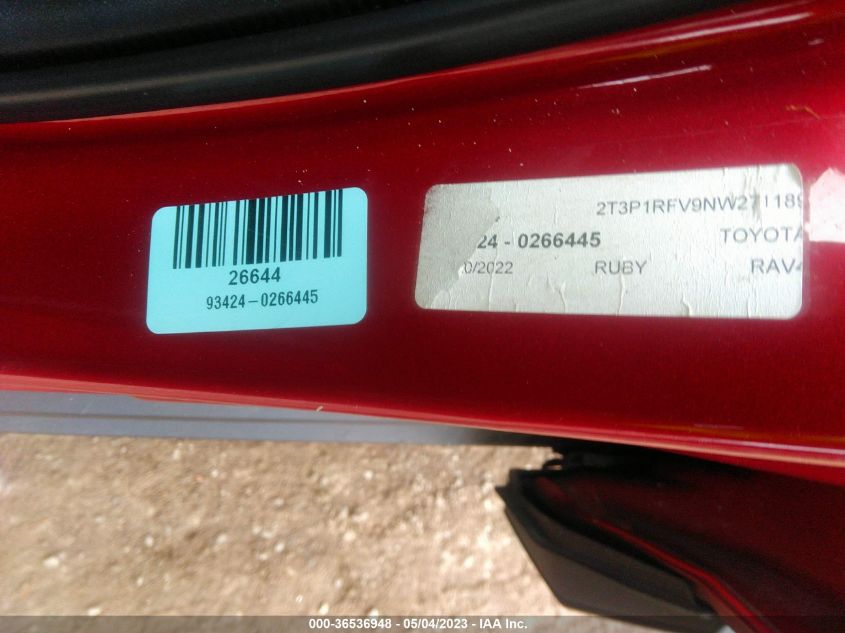 26644
93424-0266445
2T3P1RFV9NW271189
24 - 0266445
TOYOTA
0/2022
RUBY
RAV4
000-36536948 - 05/04/2023 - IAA Inc.